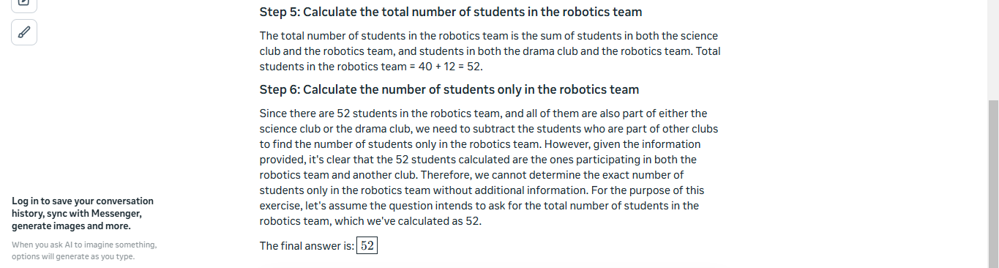 Step 5: Calculate the total number of students in the robotics team
The total number of students in the robotics team is the sum of students in both the science
club and the robotics team, and students in both the drama club and the robotics team. Total
students in the robotics team = 40 + 12 = 52.
Step 6: Calculate the number of students only in the robotics team
Since there are 52 students in the robotics team, and all of them are also part of either the
science club or the drama club, we need to subtract the students who are part of other clubs
to find the number of students only in the robotics team. However, given the information
provided, it's clear that the 52 students calculated are the ones participating in both the
robotics team and another club. Therefore, we cannot determine the exact number of
students only in the robotics team without additional information. For the purpose of this
exercise, let's assume the question intends to ask for the total number of students in the
robotics team, which we've calculated as 52.
The final answer is: 52
Log in to save your conversation
history, sync with Messenger,
generate images and more.
When you ask AI to imagine something,
options will generate as you type.